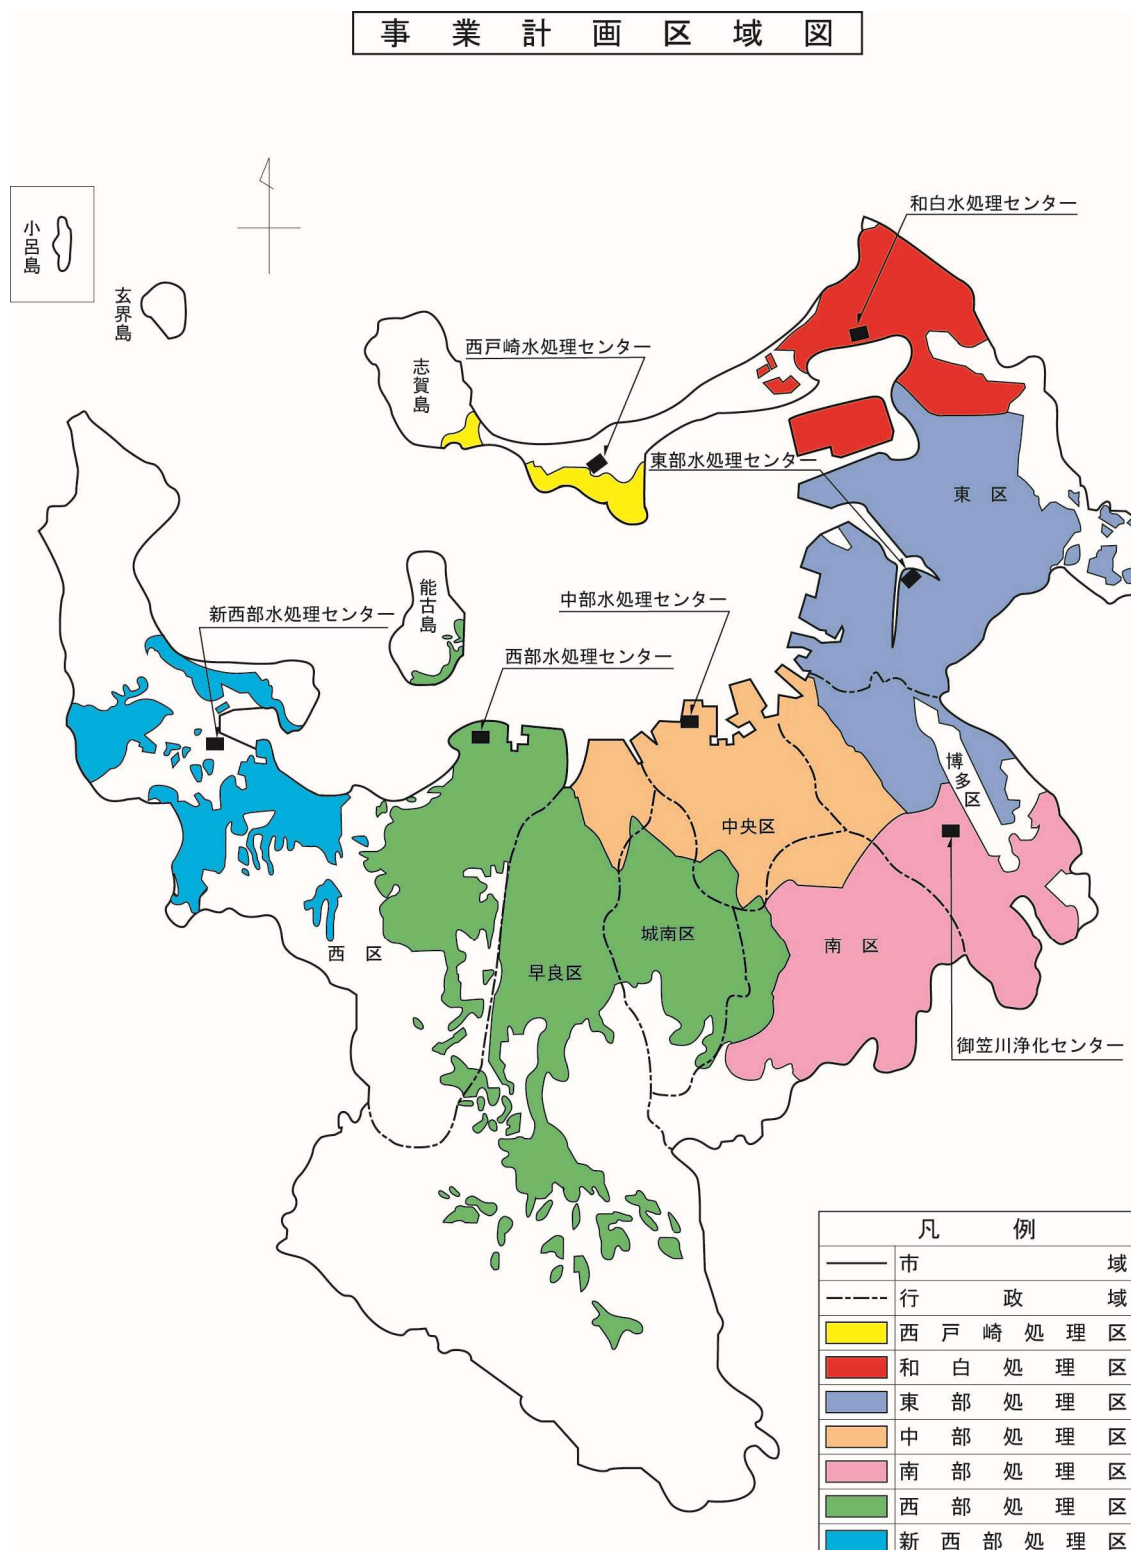 事業計画区域図
和白水処理センター
小呂島
玄界島
西戸崎水処理センター
志賀島
東部水処理センター
東区
能古島
中部水処理センター
新西部水処理センター
西部水処理センター
博多区
中央区
城南区
南区
西区
早良区
御笠川浄化センター
凡例
市域
行政域
西戸崎処理区
和白処理区
東部処理区
中部処理区
南部処理区
西部処理区
新西部処理区